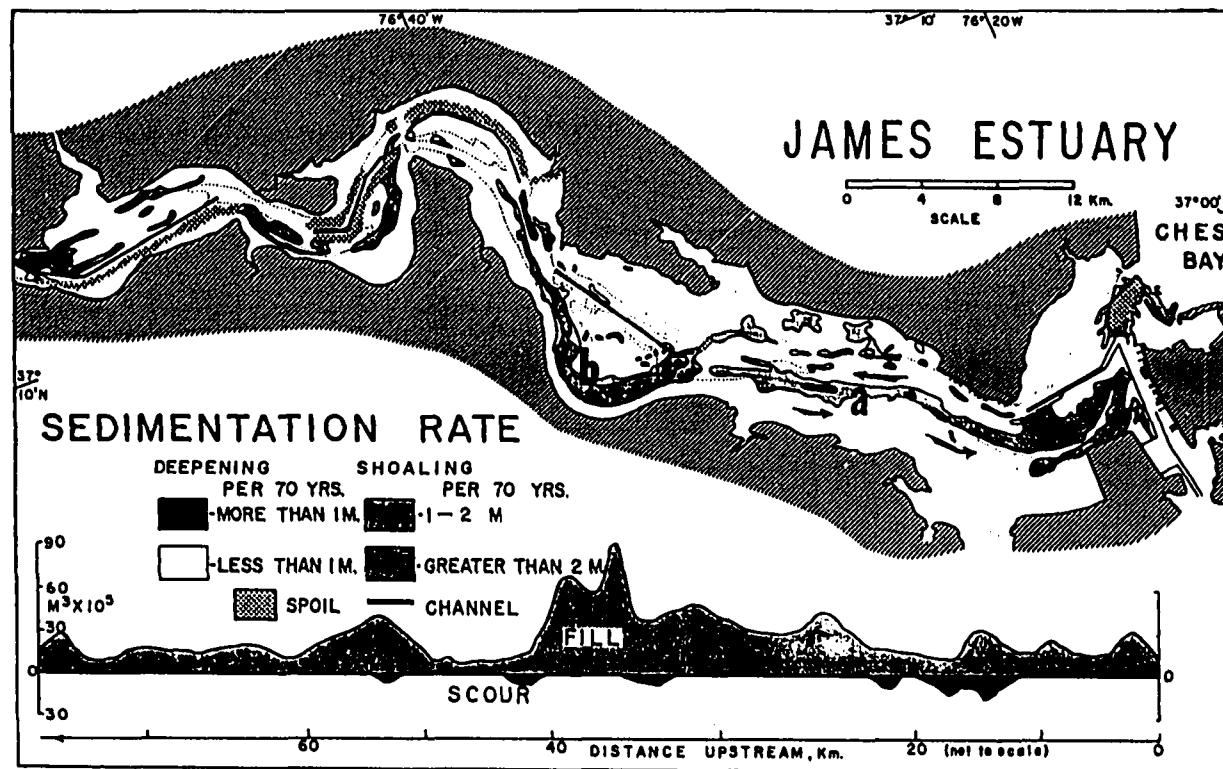 76° 40' W
37° 10' 76° 20 W
JAMES ESTUARY
0 4 8 12 Km.
SCALE
37°00'
CHES
BAY
b
c
a
37°
10'N
SEDIMENTATION RATE
DEEPENING SHOALING
PER 70 YRS. PER 70 YRS.
MORE THAN 1M. 1-2 M
LESS THAN 1M. GREATER THAN 2 M
SPOIL CHANNEL
90
60
M³X10⁵
30
0
30
FILL
SCOUR
0
60 40 20 0
DISTANCE UPSTREAM, Km. (not to scale)